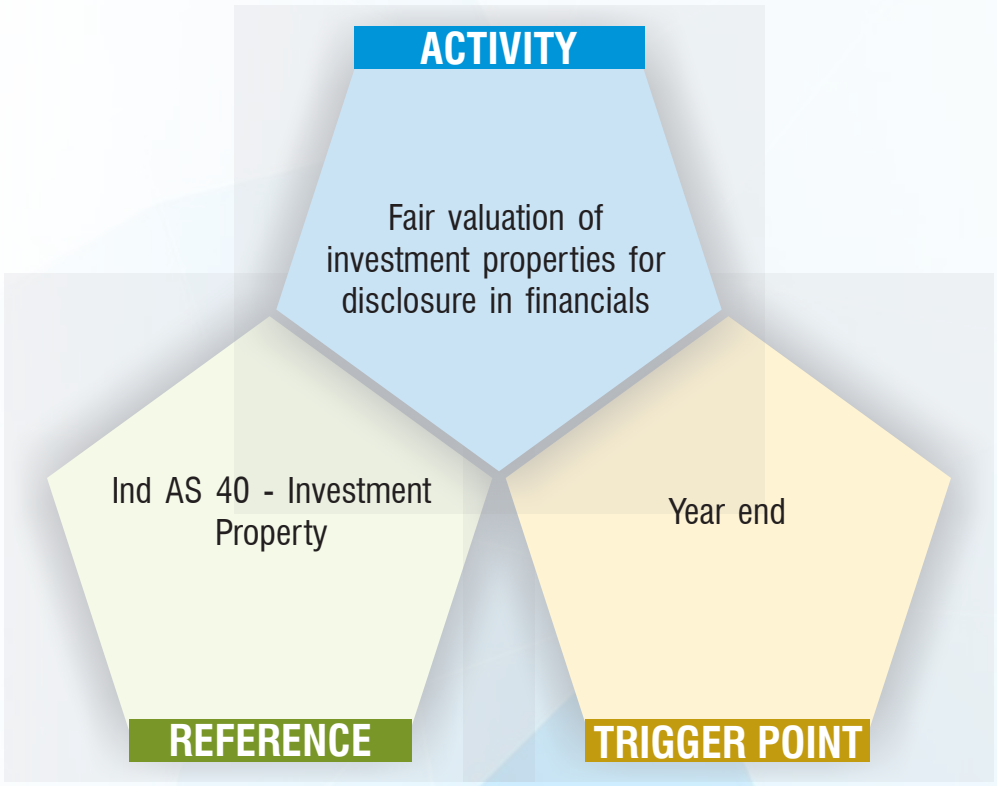 ACTIVITY
Fair valuation of
investment properties for
disclosure in financials
Ind AS 40 - Investment
Property
REFERENCE
Year end
TRIGGER POINT